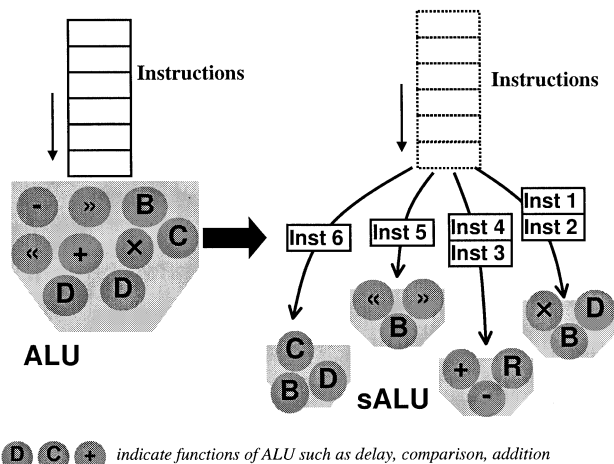 Instructions
- » B
« + × C
D D
ALU
Instructions
Inst 6
Inst 5
Inst 4
Inst 3
Inst 1
Inst 2
C
B D
« »
B
+ R
-
× D
B
sALU
D C + indicate functions of ALU such as delay, comparison, addition